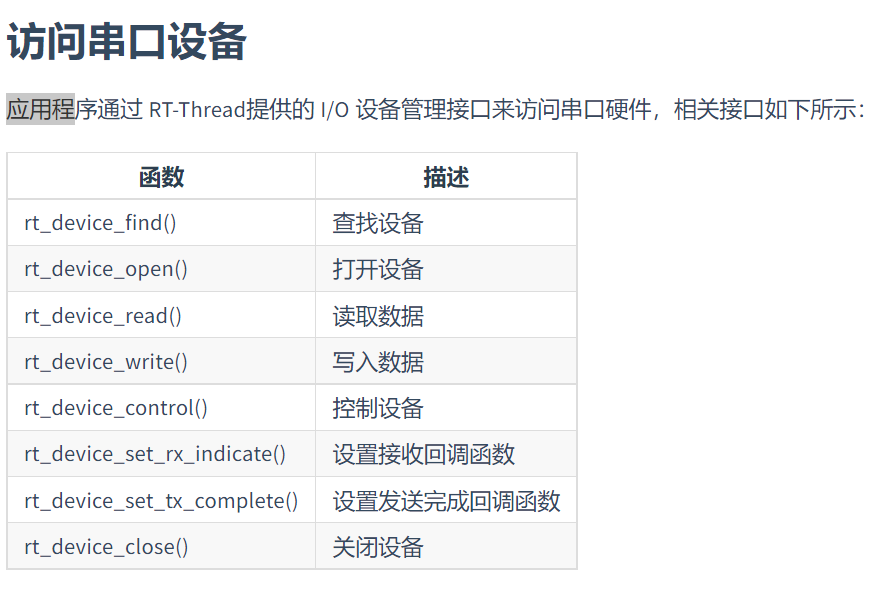 访问串口设备
应用程序通过 RT-Thread提供的 I/O 设备管理接口来访问串口硬件，相关接口如下所示：
函数 描述
rt_device_find() 查找设备
rt_device_open() 打开设备
rt_device_read() 读取数据
rt_device_write() 写入数据
rt_device_control() 控制设备
rt_device_set_rx_indicate() 设置接收回调函数
rt_device_set_tx_complete() 设置发送完成回调函数
rt_device_close() 关闭设备